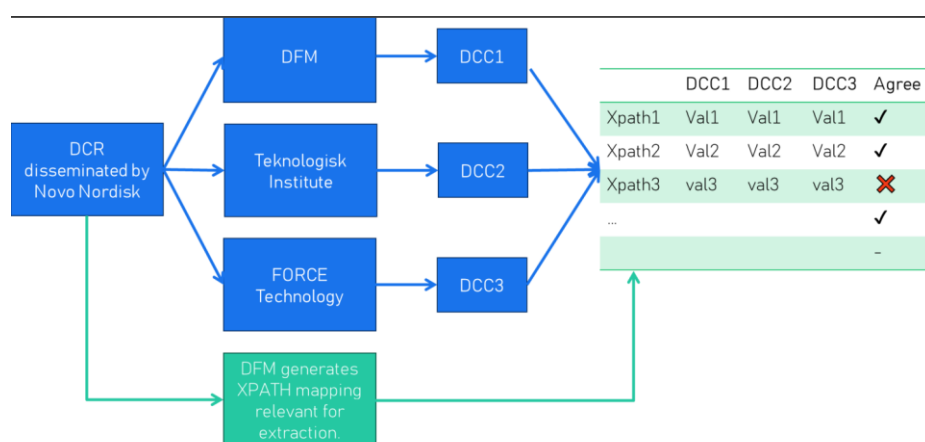 DFM
DCC1
DCR
disseminated by
Novo Nordisk
Teknologisk
Institute
DCC2
FORCE
Technology
DCC3
DFM generates
XPATH mapping
relevant for
extraction.
DCC1 DCC2 DCC3 Agree
Xpath1 Val1 Val1 Val1 ✓
Xpath2 Val2 Val2 Val2 ✓
Xpath3 val3 val3 val3 ✗
... ✓
-